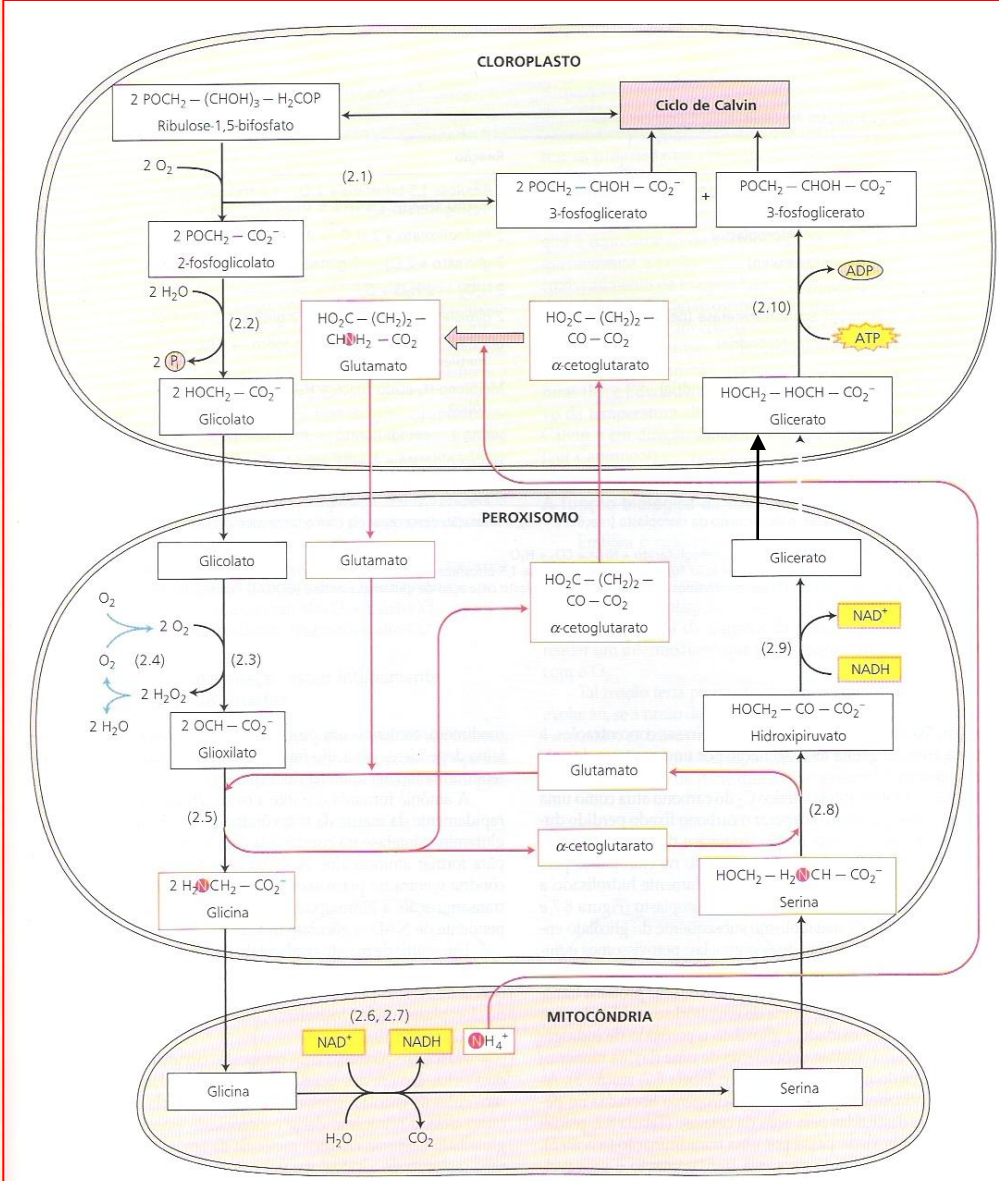 CLOROPLASTO
2 POCH₂ — (CHOH)₃ — H₂COP
Ribulose-1,5-bifosfato
Ciclo de Calvin
2 O₂
(2.1)
2 POCH₂ — CHOH — CO₂⁻
3-fosfoglicerato
+
POCH₂ — CHOH — CO₂⁻
3-fosfoglicerato
2 POCH₂ — CO₂⁻
2-fosfoglicolato
2 H₂O
(2.2)
2 Pᵢ
HO₂C — (CH₂)₂ —
CHNH₂ — CO₂
Glutamato
HO₂C — (CH₂)₂ —
CO — CO₂
α-cetoglutarato
ADP
(2.10)
ATP
2 HOCH₂ — CO₂⁻
Glicolato
HOCH₂ — HOCH — CO₂⁻
Glicerato
PEROXISOMO
Glicolato
Glutamato
HO₂C — (CH₂)₂ —
CO — CO₂
α-cetoglutarato
Glicerato
O₂
2 O₂
O₂
(2.4)
(2.3)
2 H₂O₂
2 H₂O
NAD⁺
(2.9)
NADH
2 OCH — CO₂⁻
Glioxilato
HOCH₂ — CO — CO₂⁻
Hidroxipiruvato
Glutamato
(2.5)
(2.8)
α-cetoglutarato
2 H₂NCH₂ — CO₂⁻
Glicina
HOCH₂ — H₂NCH — CO₂⁻
Serina
MITOCÔNDRIA
(2.6, 2.7)
NAD⁺
NADH
NH₄⁺
Glicina
Serina
H₂O
CO₂